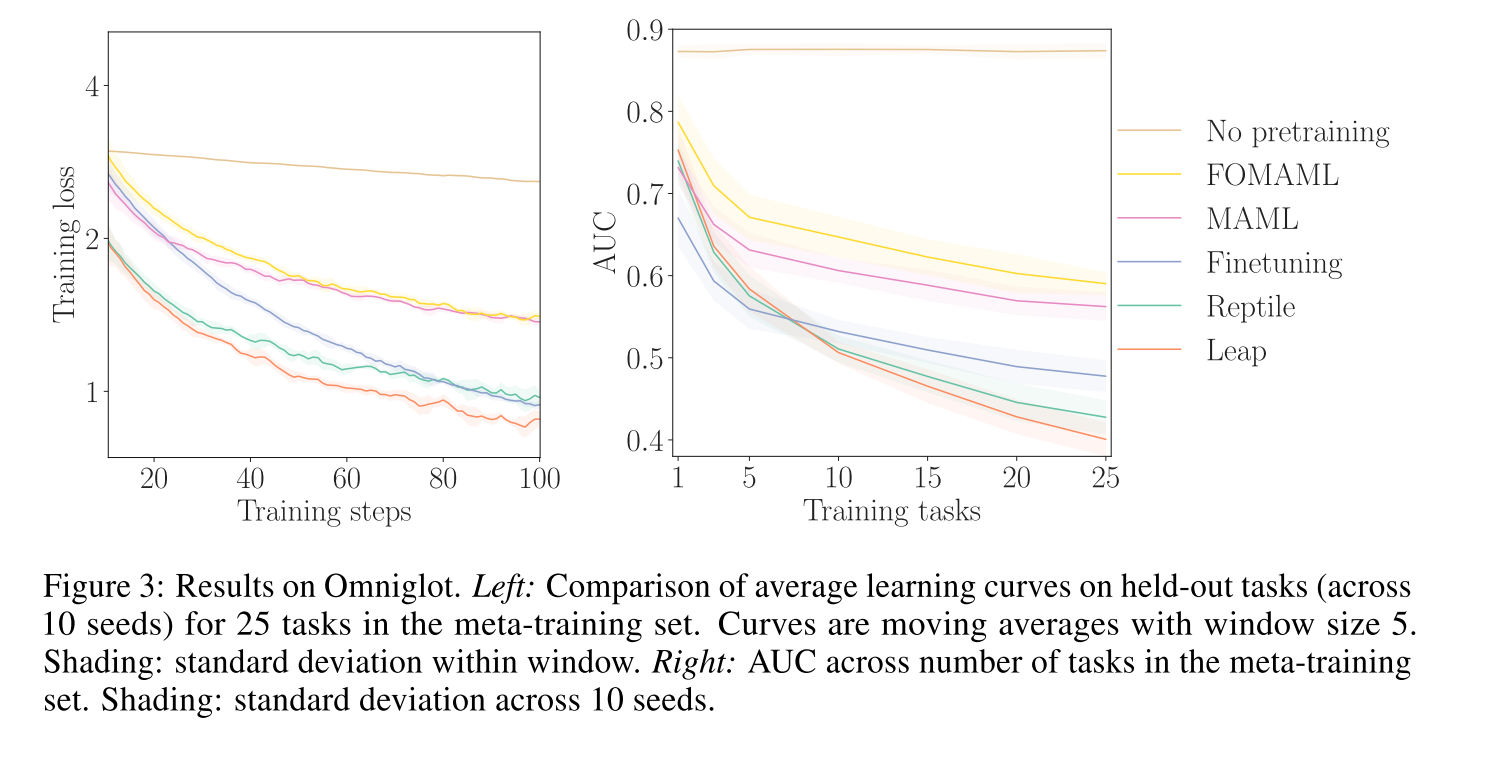 4
2
1
Training loss
20 40 60 80 100
Training steps
0.9
0.8
0.7
0.6
0.5
0.4
AUC
1 5 10 15 20 25
Training tasks
No pretraining
FOMAML
MAML
Finetuning
Reptile
Leap
Figure 3: Results on Omniglot. Left: Comparison of average learning curves on held-out tasks (across
10 seeds) for 25 tasks in the meta-training set. Curves are moving averages with window size 5.
Shading: standard deviation within window. Right: AUC across number of tasks in the meta-training
set. Shading: standard deviation across 10 seeds.